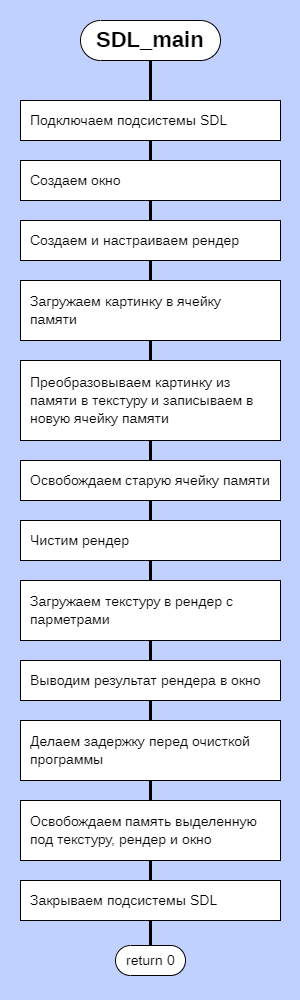 SDL_main
Подключаем подсистемы SDL
Создаем окно
Создаем и настраиваем рендер
Загружаем картинку в ячейку
памяти
Преобразовываем картинку из
памяти в текстуру и записываем в
новую ячейку памяти
Освобождаем старую ячейку памяти
Чистим рендер
Загружаем текстуру в рендер с
парметрами
Выводим результат рендера в окно
Делаем задержку перед очисткой
программы
Освобождаем память выделенную
под текстуру, рендер и окно
Закрываем подсистемы SDL
return 0